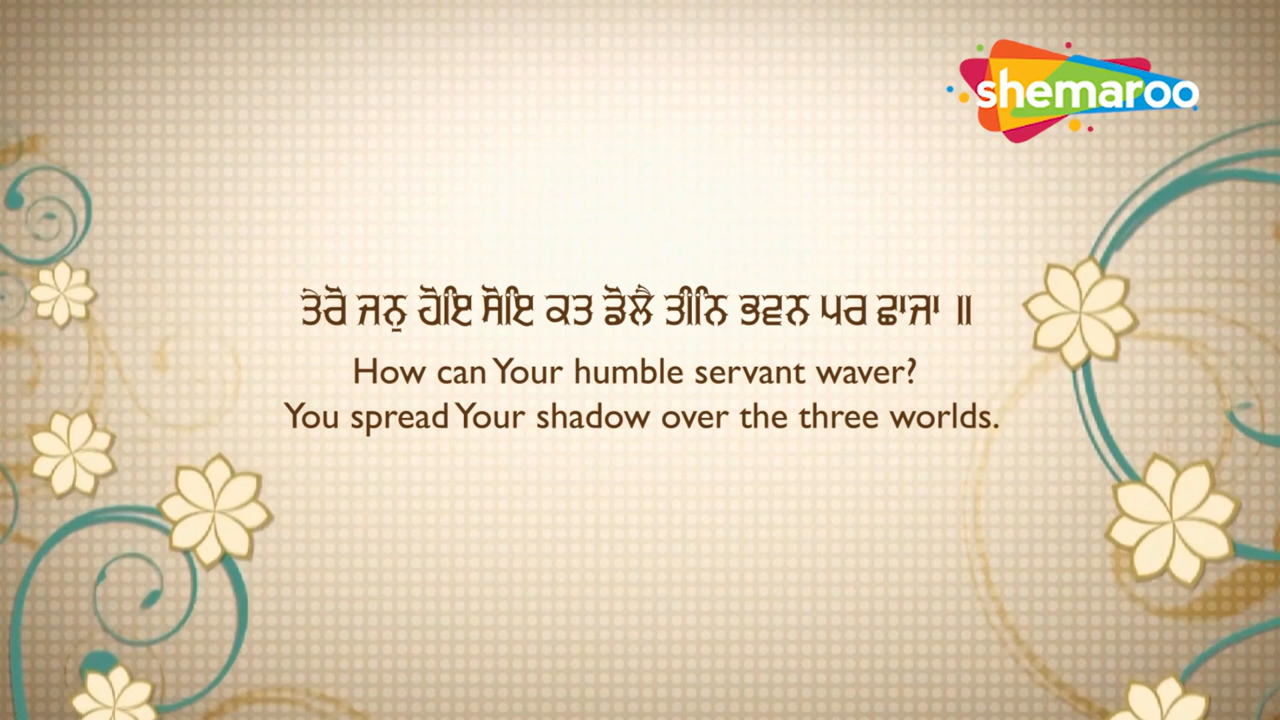 shemaroo
ਤੇਰੋ ਜਨੁ ਹੋਇ ਸੋਇ ਕਤ ਡੋਲੈ ਤੀਨਿ ਭਵਨ ਪਰ ਛਾਜਾ ॥
How can Your humble servant waver?
You spread Your shadow over the three worlds.